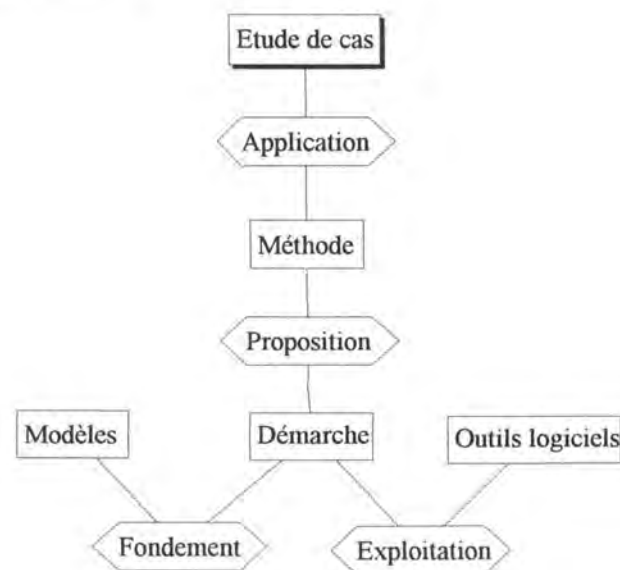 Etude de cas
Application
Méthode
Proposition
Modèles
Démarche
Outils logiciels
Fondement
Exploitation